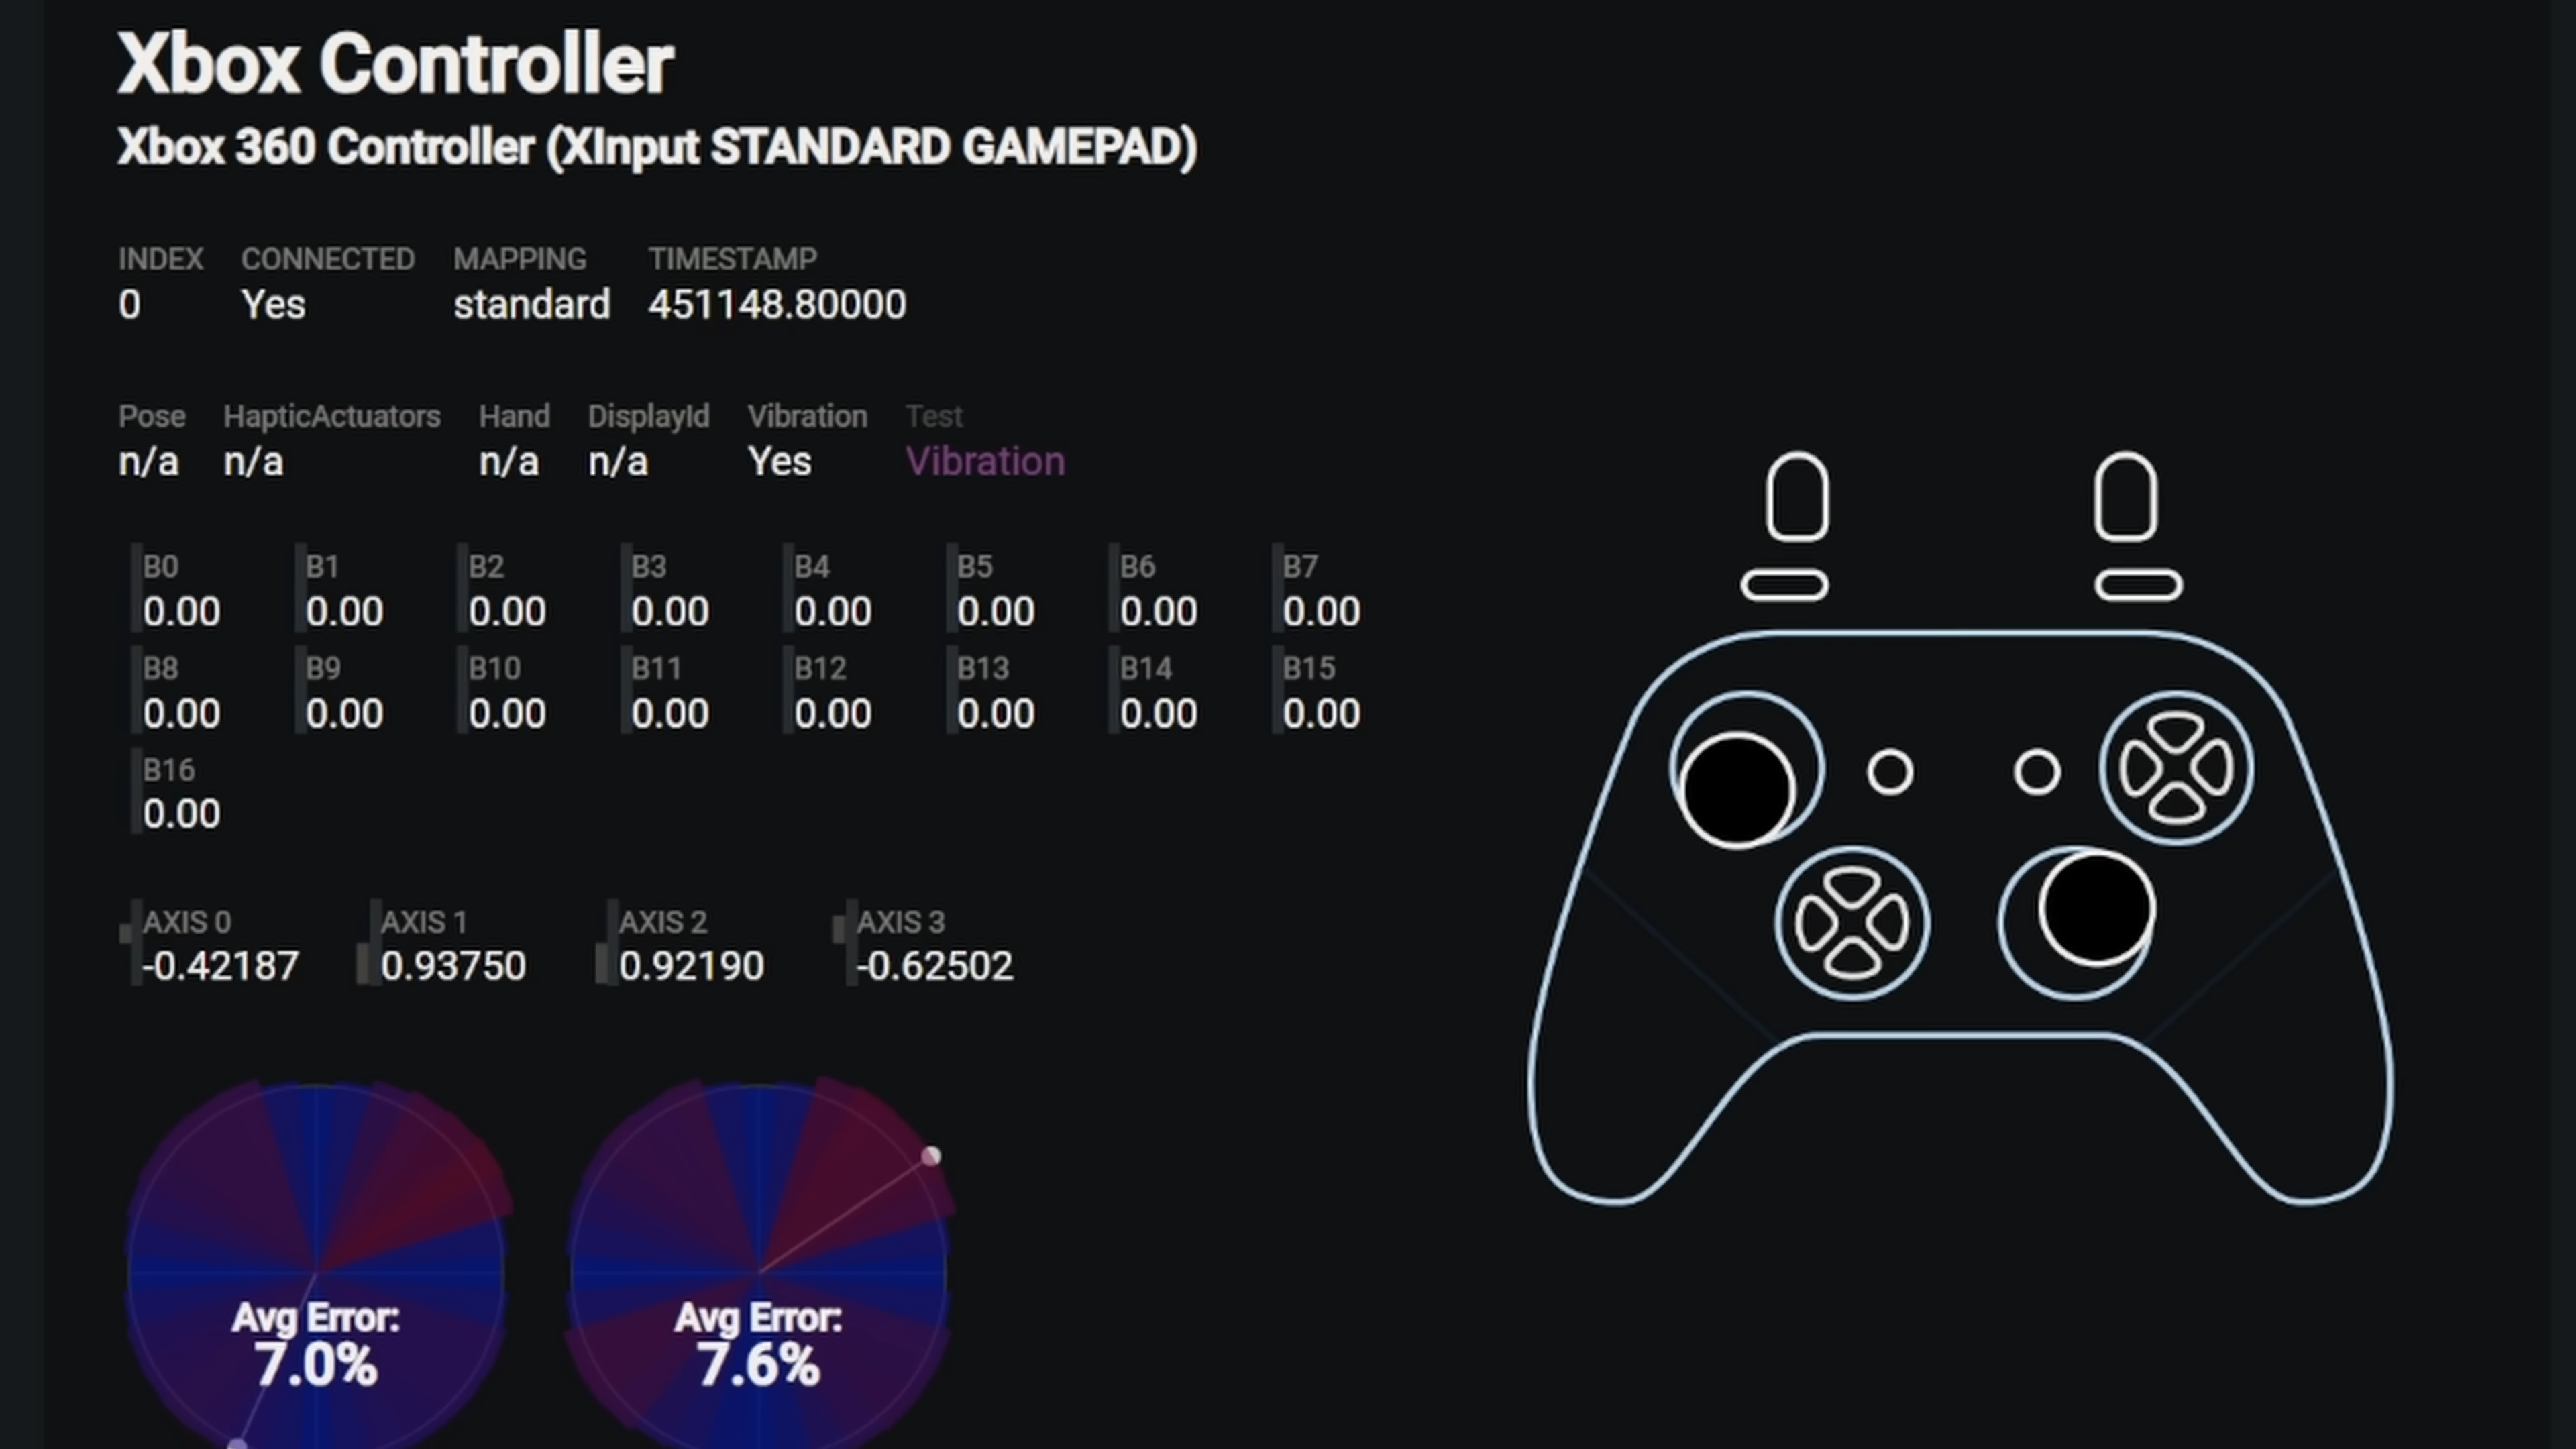 Xbox Controller
Xbox 360 Controller (XInput STANDARD GAMEPAD)
INDEX CONNECTED MAPPING TIMESTAMP
0 Yes standard 451148.80000
Pose HapticActuators Hand DisplayId Vibration Test
n/a n/a n/a n/a Yes Vibration
B0 B1 B2 B3 B4 B5 B6 B7
0.00 0.00 0.00 0.00 0.00 0.00 0.00 0.00
B8 B9 B10 B11 B12 B13 B14 B15
0.00 0.00 0.00 0.00 0.00 0.00 0.00 0.00
B16
0.00
AXIS 0 AXIS 1 AXIS 2 AXIS 3
-0.42187 0.93750 0.92190 -0.62502
Avg Error: Avg Error:
7.0% 7.6%